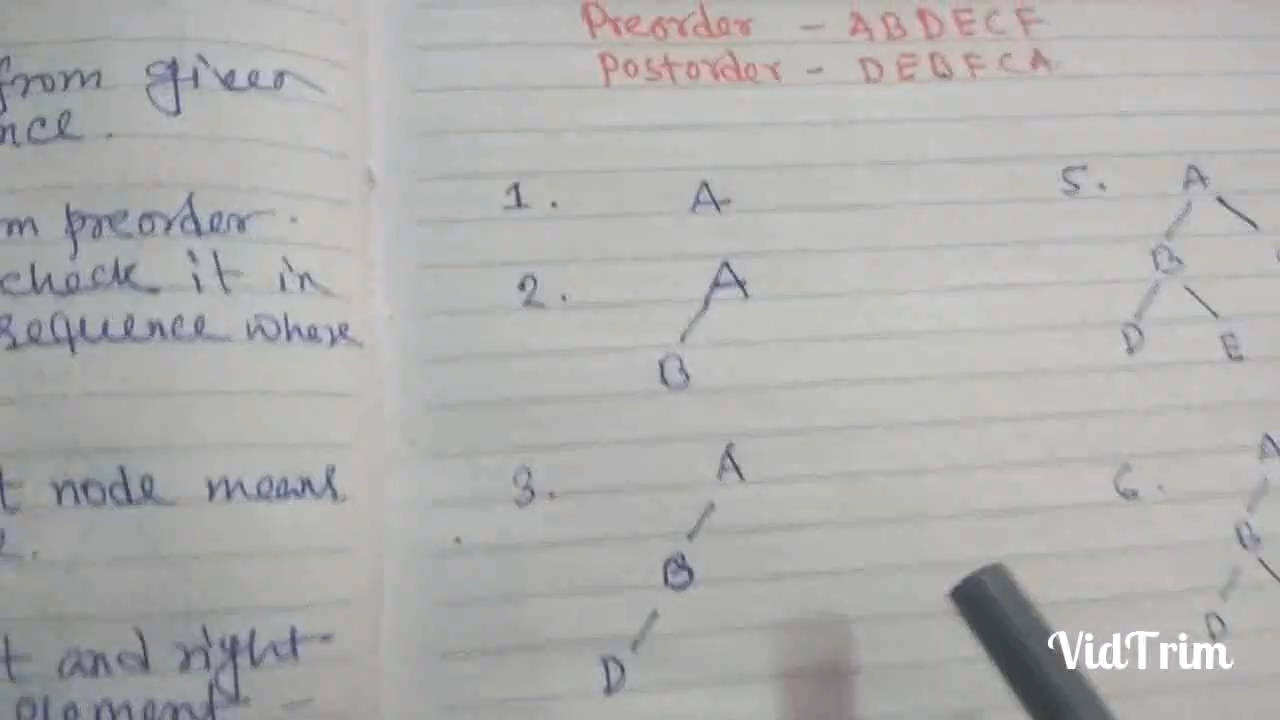 Preorder - ABDECF
Postorder - DEBFCA
from given
nce.
m preorder.
check it in
sequence where
t node means
e.
t and right
element
1. A
2. A
B
3. A
B
D
5. A
B
D E
6. A
B
D
VidTrim